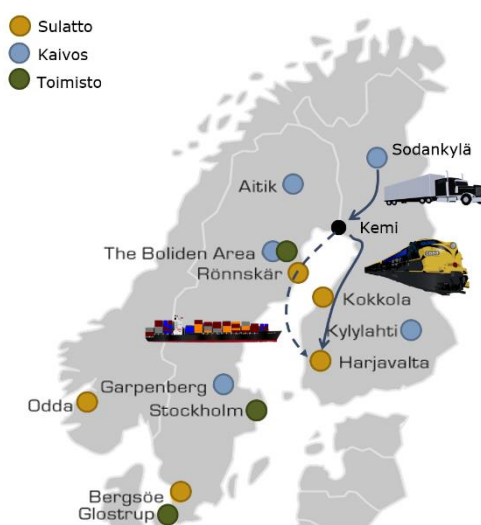 Sulatto
Kaivos
Toimisto
Sodankylä
Aitik
Kemi
The Boliden Area
Rönnskär
Kokkola
Kylylahti
Harjavalta
Garpenberg
Odda
Stockholm
Bergsöe
Glostrup